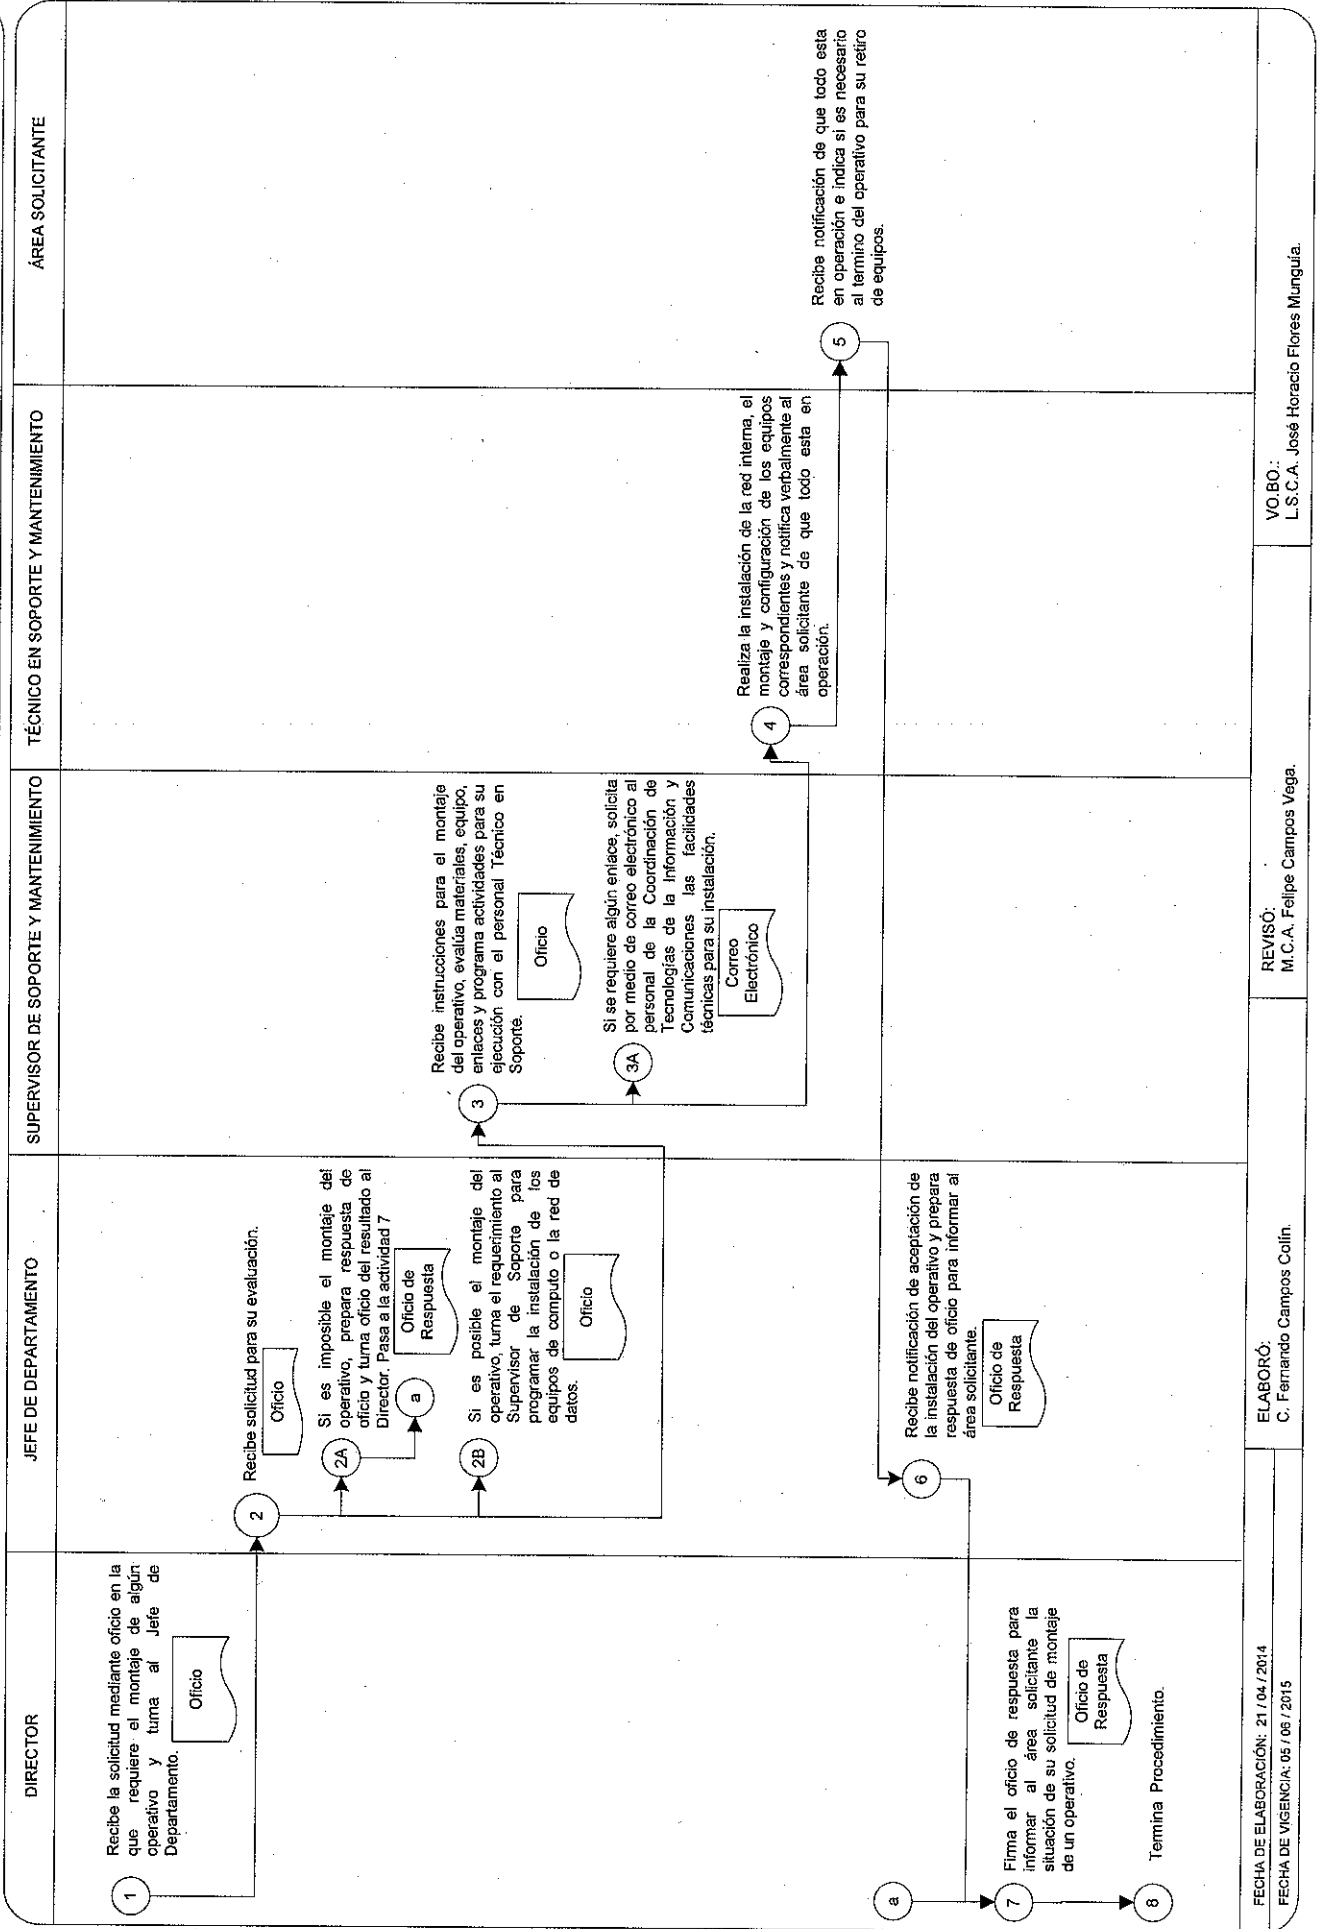 DIRECTOR
JEFE DE DEPARTAMENTO
SUPERVISOR DE SOPORTE Y MANTENIMIENTO
TÉCNICO EN SOPORTE Y MANTENIMIENTO
ÁREA SOLICITANTE
1
Recibe la solicitud mediante oficio en la
que requiere el montaje de algún
operativo y turna al Jefe de
Departamento.
Oficio
2
Recibe solicitud para su evaluación.
Oficio
2A
Si es imposible el montaje del
operativo, prepara respuesta de
oficio y turna oficio del resultado al
Director. Pasa a la actividad 7
a
Oficio de
Respuesta
2B
Si es posible el montaje del
operativo, turna el requerimiento al
Supervisor de Soporte para
programar la instalación de los
equipos de computo o la red de
datos.
Oficio
3
Recibe instrucciones para el montaje
del operativo, evalúa materiales, equipo,
enlaces y programa actividades para su
ejecución con el personal Técnico en
Soporte.
Oficio
3A
Si se requiere algún enlace, solicita
por medio de correo electrónico al
personal de la Coordinación de
Tecnologías de la Información y
Comunicaciones las facilidades
técnicas para su instalación.
Correo
Electrónico
4
Realiza la instalación de la red interna, el
montaje y configuración de los equipos
correspondientes y notifica verbalmente al
área solicitante de que todo esta en
operación.
5
Recibe notificación de que todo esta
en operación e indica si es necesario
al termino del operativo para su retiro
de equipos.
6
Recibe notificación de aceptación de
la instalación del operativo y prepara
respuesta de oficio para informar al
área solicitante.
Oficio de
Respuesta
a
7
Firma el oficio de respuesta para
informar al área solicitante la
situación de su solicitud de montaje
de un operativo.
Oficio de
Respuesta
8
Termina Procedimiento.
FECHA DE ELABORACIÓN: 21 / 04 / 2014
FECHA DE VIGENCIA: 05 / 06 / 2015
ELABORÓ:
C. Fernando Campos Colín.
REVISÓ:
M.C.A. Felipe Campos Vega.
VO.BO.:
L.S.C.A. José Horacio Flores Munguía.